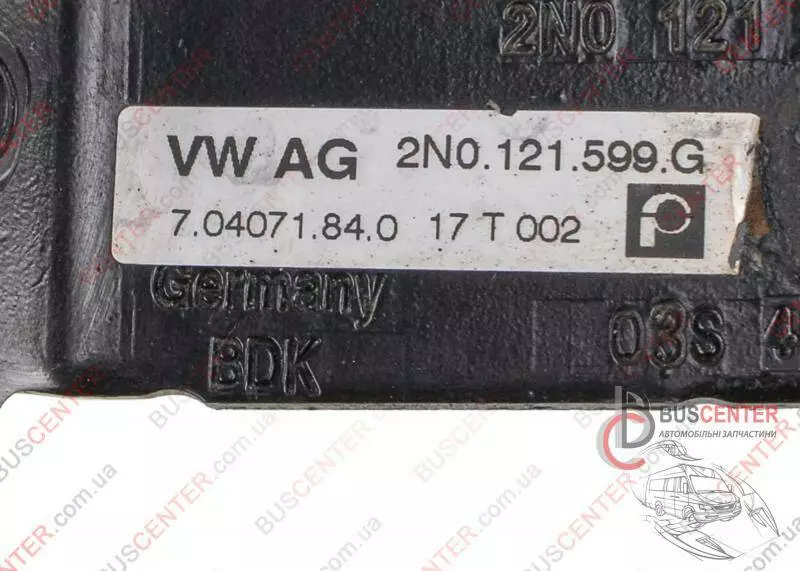 2N0 121
VW AG 2N0.121.599.G
7.04071.84.0 17 T 002
Germany
BDK
03S 4
BUSCENTER
АВТОМОБІЛЬНІ ЗАПЧАСТИНИ
BUSCENTER.com.ua